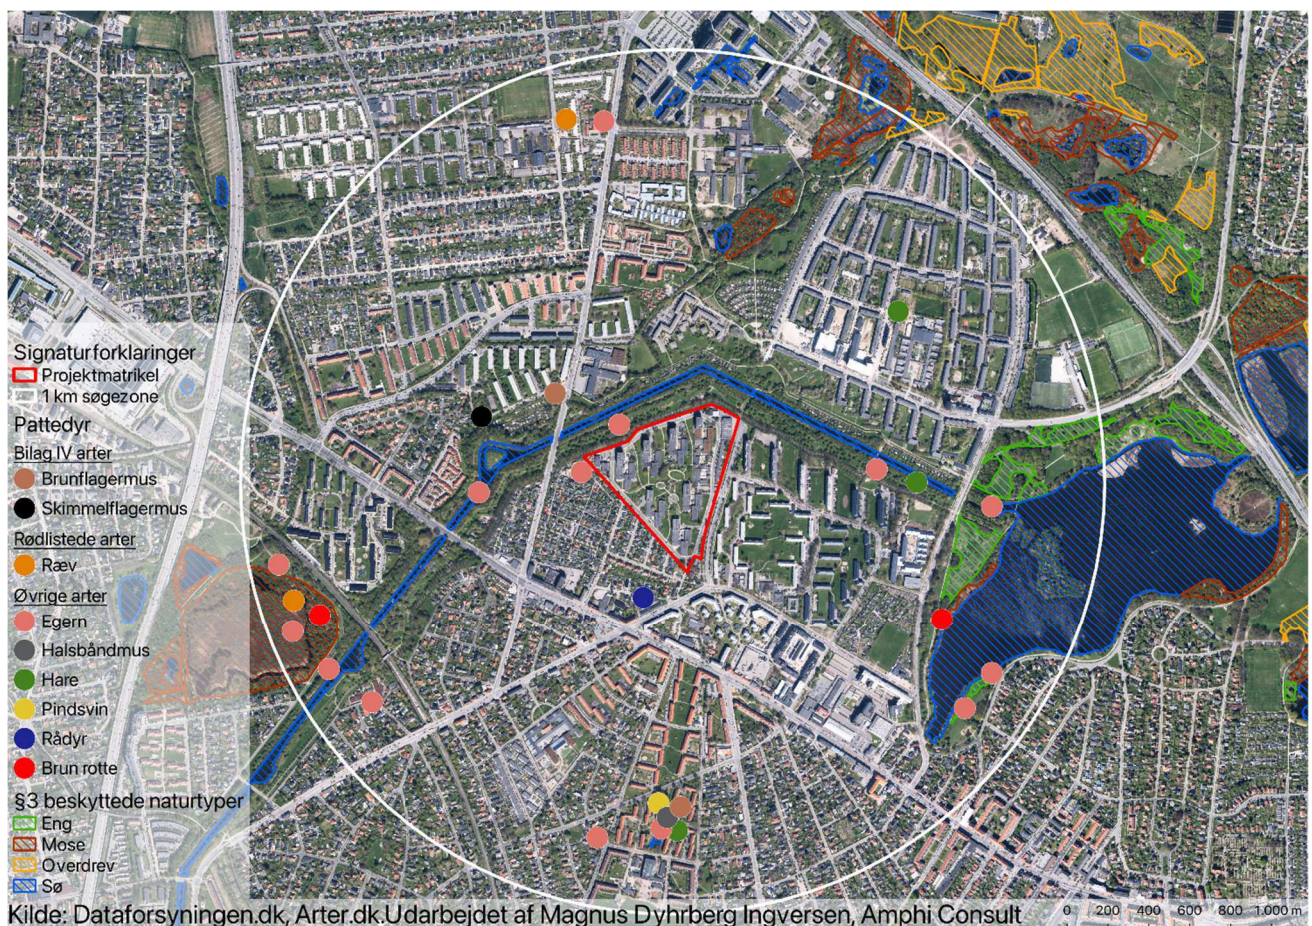 Signaturforklaringer
Projektmatrikel
1 km søgezone
Pattedyr
Bilag IV arter
Brunflagermus
Skimmelflagermus
Rødlistede arter
Ræv
Øvrige arter
Egern
Halsbåndmus
Hare
Pindsvin
Rådyr
Brun rotte
§3 beskyttede naturtyper
Eng
Mose
Overdrev
Sø
Kilde: Dataforsyningen.dk, Arter.dk.Udarbejdet af Magnus Dyhrberg Ingversen, Amphi Consult
0 200 400 600 800 1.000 m